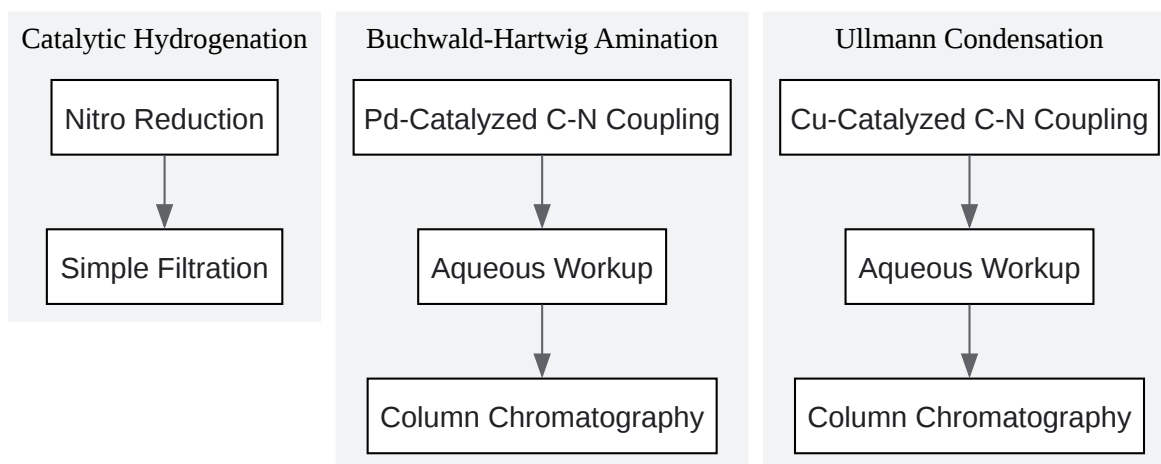 Catalytic Hydrogenation
Nitro Reduction
Simple Filtration
Buchwald-Hartwig Amination
Pd-Catalyzed C-N Coupling
Aqueous Workup
Column Chromatography
Ullmann Condensation
Cu-Catalyzed C-N Coupling
Aqueous Workup
Column Chromatography